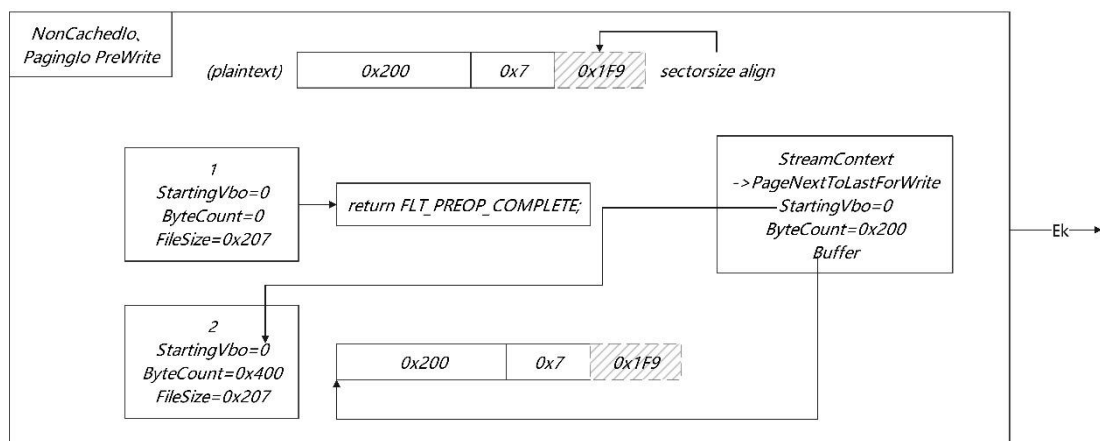 NonCachedIo、
PagingIo PreWrite
(plaintext)
0x200
0x7
0x1F9
sectorsize align
1
StartingVbo=0
ByteCount=0
FileSize=0x207
return FLT_PREOP_COMPLETE;
StreamContext
->PageNextToLastForWrite
StartingVbo=0
ByteCount=0x200
Buffer
Ek
2
StartingVbo=0
ByteCount=0x400
FileSize=0x207
0x200
0x7
0x1F9